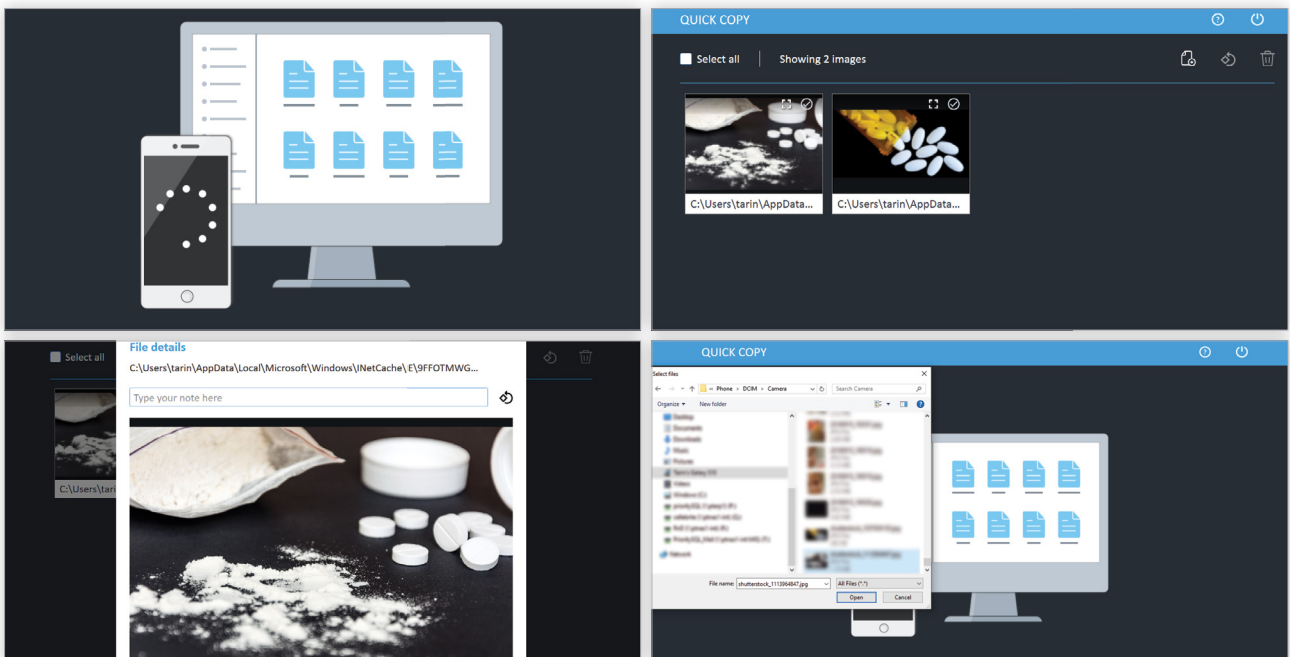 QUICK COPY
Select all
Showing 2 images
C:\Users\tarin\AppData...
C:\Users\tarin\AppData...
Select all
File details
C:\Users\tarin\AppData\Local\Microsoft\Windows\INetCache\E\9FFOTMWG...
Type your note here
C:\Users\tari
QUICK COPY
Select files
Phone › DCIM › Camera
Search Camera
Organize
New folder
Desktop
Documents
Downloads
Music
Pictures
Videos
Windows (C:)
Network
File name: shutterstock_1113964847.jpg
All Files (*.*)
Open
Cancel